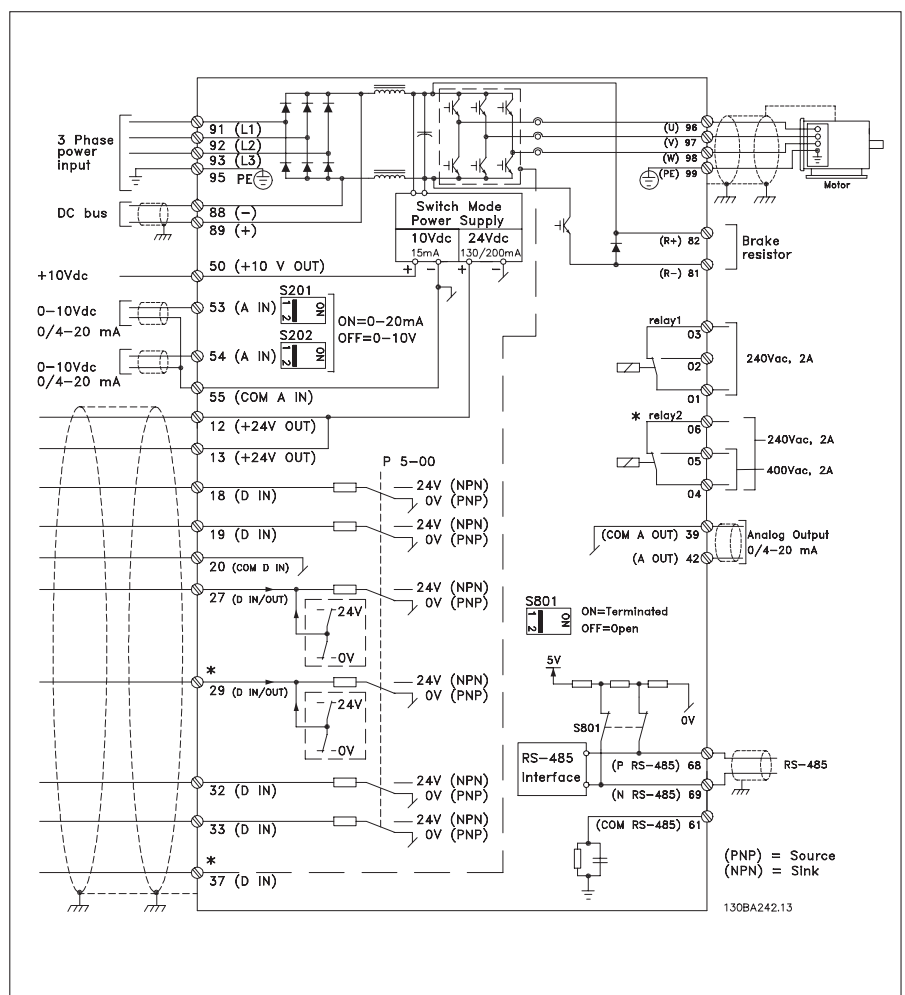 3 Phase
power
input
91 (L1)
92 (L2)
93 (L3)
95 PE
DC bus
88 (-)
89 (+)
+10Vdc
50 (+10 V OUT)
0-10Vdc
0/4-20 mA
53 (A IN)
S201
1 2
ON
ON=0-20mA
OFF=0-10V
S202
1 2
ON
0-10Vdc
0/4-20 mA
54 (A IN)
55 (COM A IN)
12 (+24V OUT)
13 (+24V OUT)
Switch Mode
Power Supply
10Vdc
15mA
24Vdc
130/200mA
+ - + -
P 5-00
18 (D IN)
24V (NPN)
0V (PNP)
19 (D IN)
24V (NPN)
0V (PNP)
20 (COM D IN)
27 (D IN/OUT)
24V (NPN)
0V (PNP)
24V
0V
*
29 (D IN/OUT)
24V (NPN)
0V (PNP)
24V
0V
32 (D IN)
24V (NPN)
0V (PNP)
33 (D IN)
24V (NPN)
0V (PNP)
*
37 (D IN)
(U) 96
(V) 97
(W) 98
(PE) 99
Motor
(R+) 82
Brake
resistor
(R-) 81
relay1
03
02
01
240Vac, 2A
* relay2
06
05
04
240Vac, 2A
400Vac, 2A
(COM A OUT) 39
(A OUT) 42
Analog Output
0/4-20 mA
S801
1 2
ON
ON=Terminated
OFF=Open
5V
0V
S801
RS-485
Interface
(P RS-485) 68
RS-485
(N RS-485) 69
(COM RS-485) 61
(PNP) = Source
(NPN) = Sink
130BA242.13